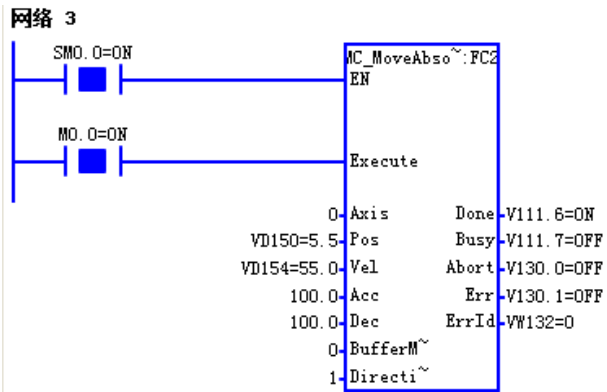 网络 3
SM0.0=ON
MC_MoveAbso~:FC2
EN
M0.0=ON
Execute
0 Axis Done V111.6=ON
VD150=5.5 Pos Busy V111.7=OFF
VD154=55.0 Vel Abort V130.0=OFF
100.0 Acc Err V130.1=OFF
100.0 Dec ErrId VW132=0
0 BufferM~
1 Directi~